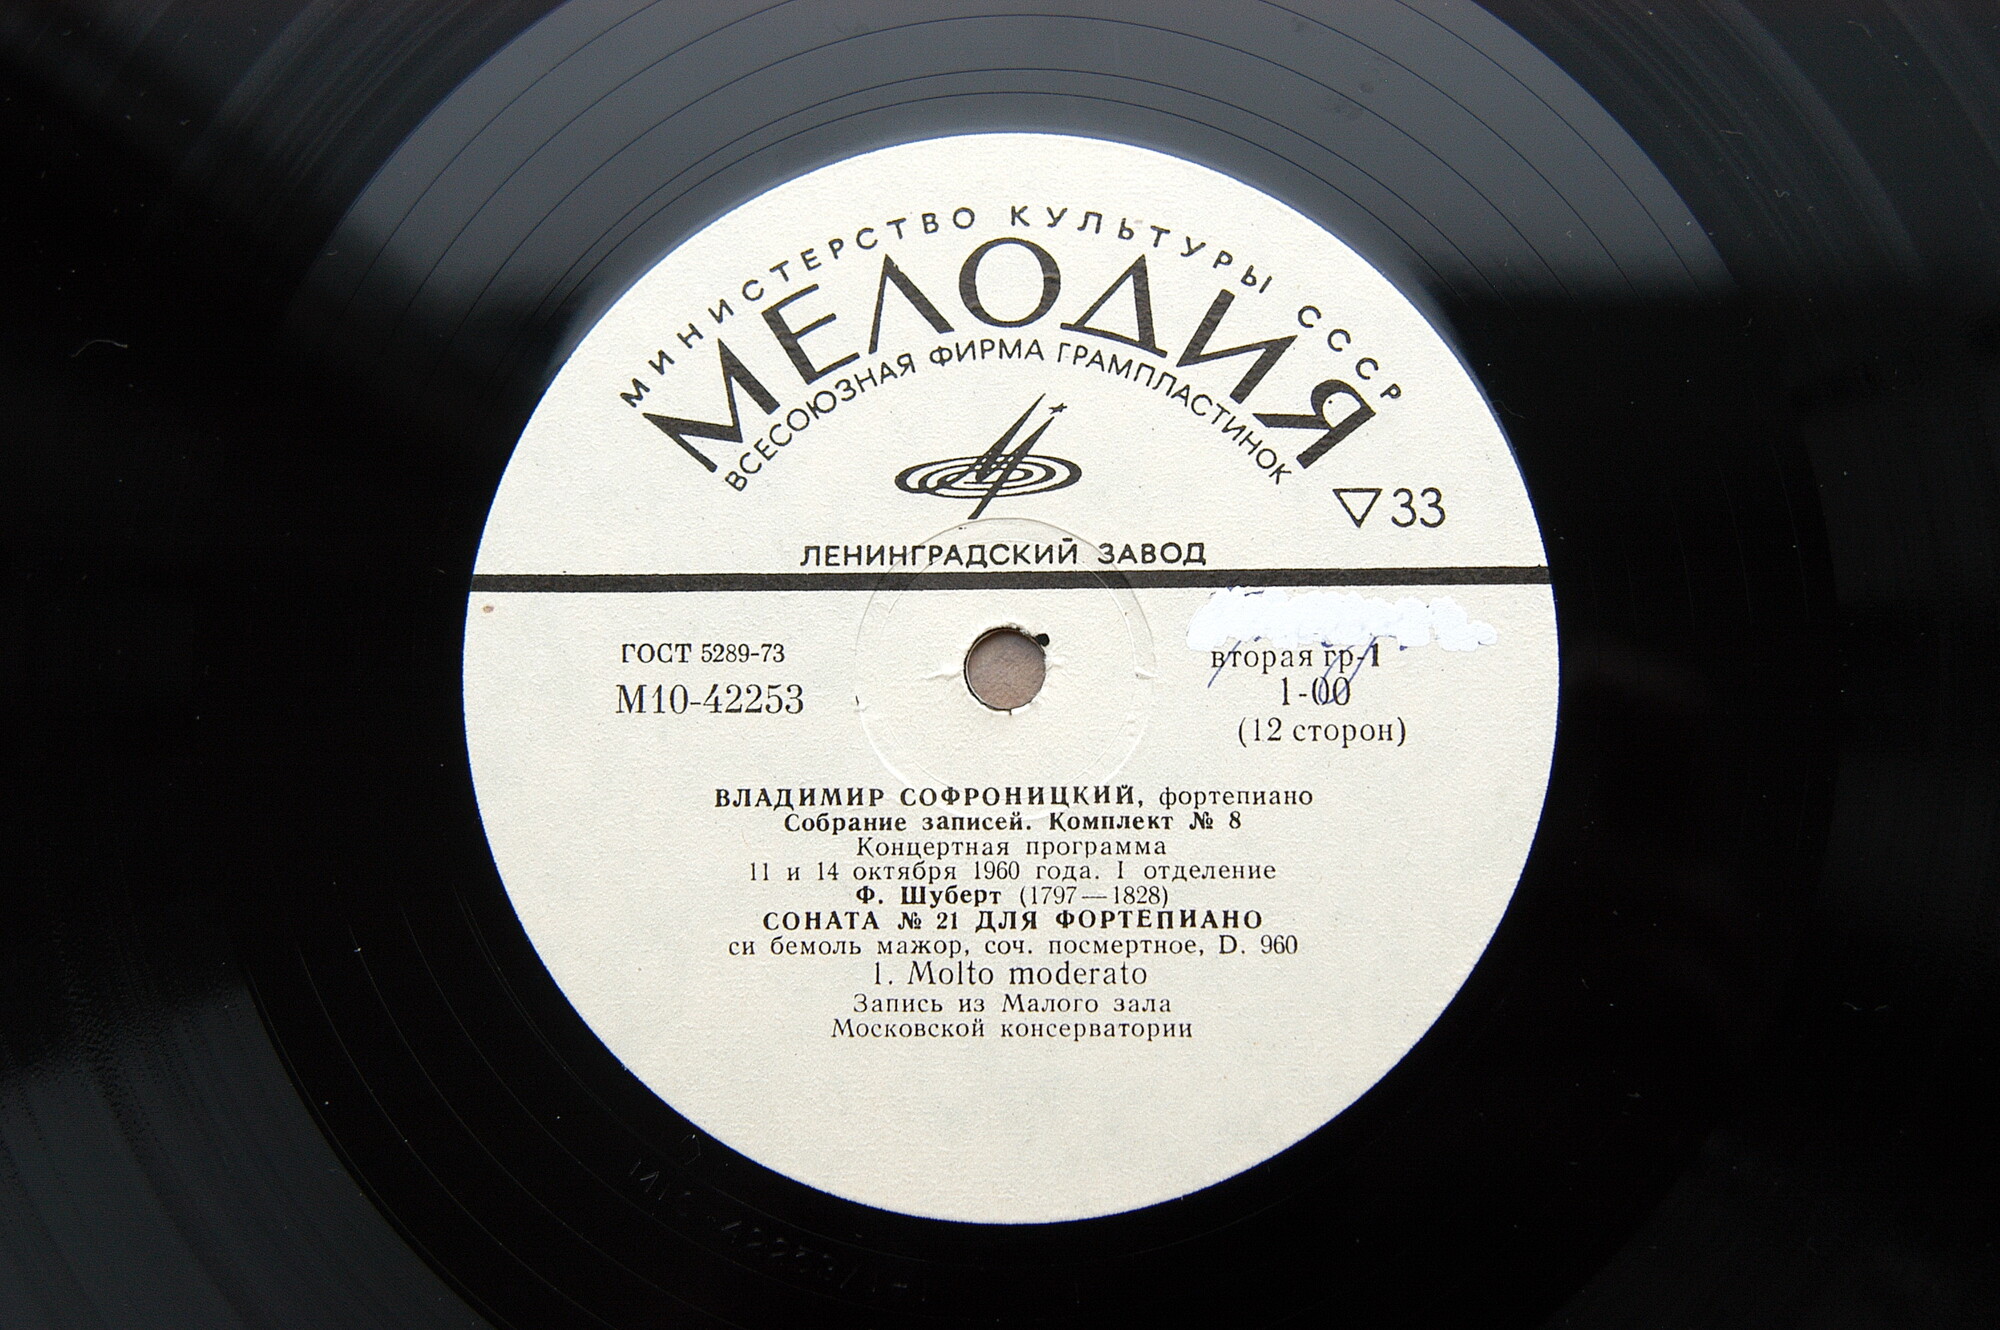 МИНИСТЕРСТВО КУЛЬТУРЫ СССР
МЕЛОДИЯ
ВСЕСОЮЗНАЯ ФИРМА ГРАМПЛАСТИНОК
33
ЛЕНИНГРАДСКИЙ ЗАВОД
ГОСТ 5289-73
М10-42253
вторая гр-1
1-00
(12 сторон)
ВЛАДИМИР СОФРОНИЦКИЙ, фортепиано
Собрание записей. Комплект № 8
Концертная программа
11 и 14 октября 1960 года. I отделение
Ф. Шуберт (1797—1828)
СОНАТА № 21 ДЛЯ ФОРТЕПИАНО
си бемоль мажор, соч. посмертное, D. 960
1. Molto moderato
Запись из Малого зала
Московской консерватории